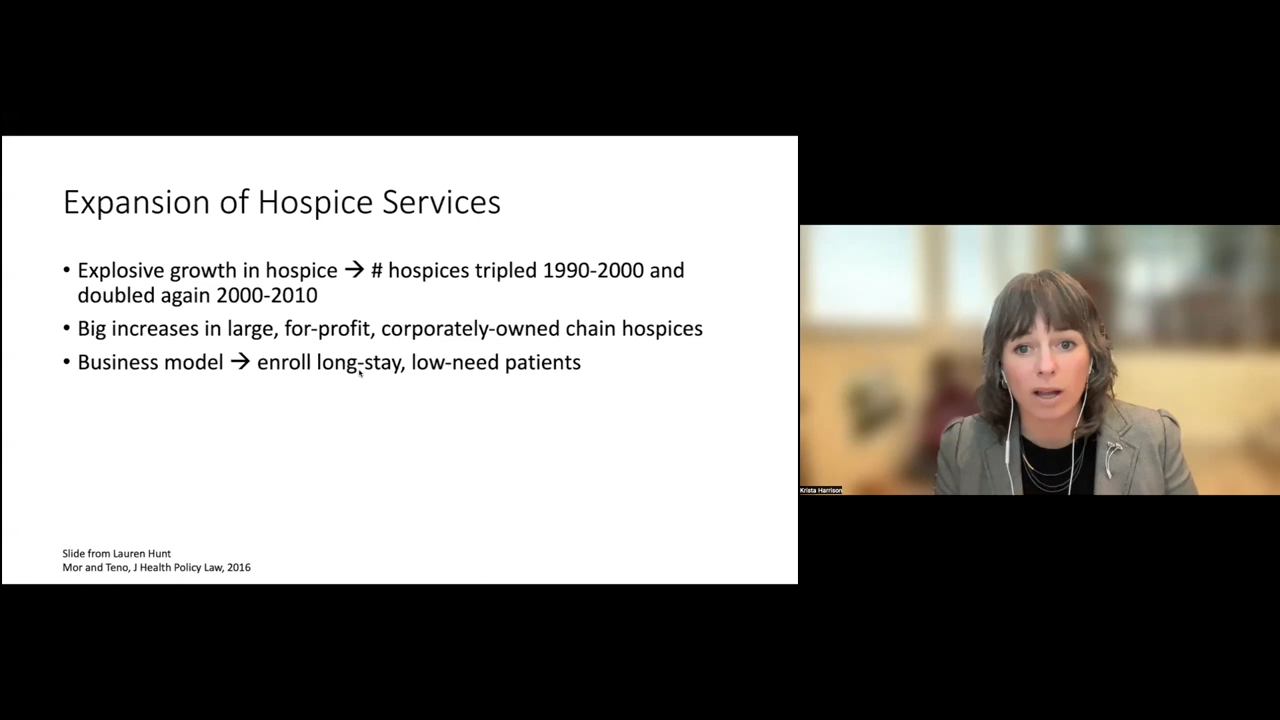 Expansion of Hospice Services
• Explosive growth in hospice → # hospices tripled 1990-2000 and
doubled again 2000-2010
• Big increases in large, for-profit, corporately-owned chain hospices
• Business model → enroll long-stay, low-need patients
Slide from Lauren Hunt
Mor and Teno, J Health Policy Law, 2016
Krista Harrison